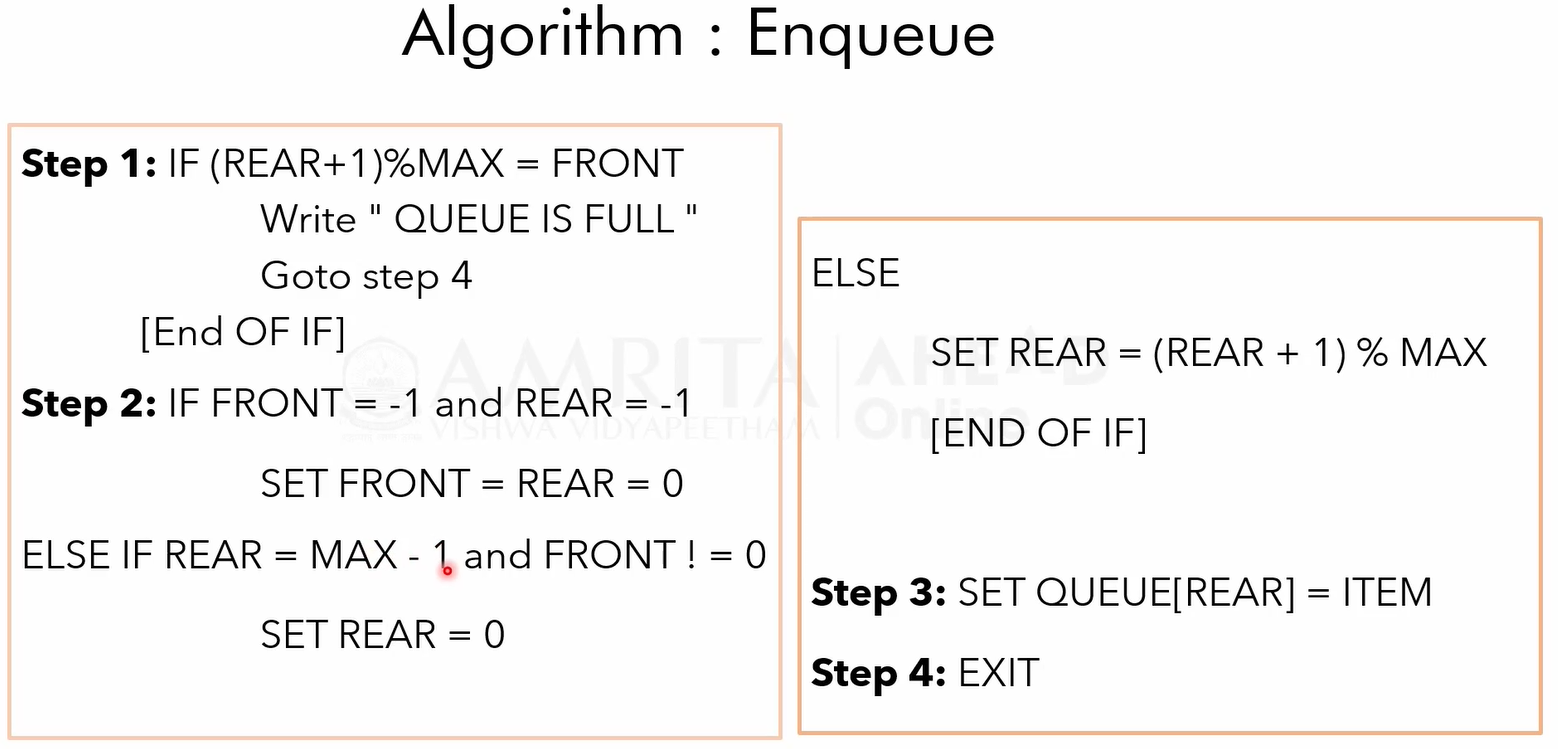 Algorithm : Enqueue
Step 1: IF (REAR+1)%MAX = FRONT
Write " QUEUE IS FULL "
Goto step 4
[End OF IF]
Step 2: IF FRONT = -1 and REAR = -1
SET FRONT = REAR = 0
ELSE IF REAR = MAX - 1 and FRONT ! = 0
SET REAR = 0
ELSE
SET REAR = (REAR + 1) % MAX
[END OF IF]
Step 3: SET QUEUE[REAR] = ITEM
Step 4: EXIT
AMRITA
VISHWA VIDYAPEETHAM
AHEAD
Online